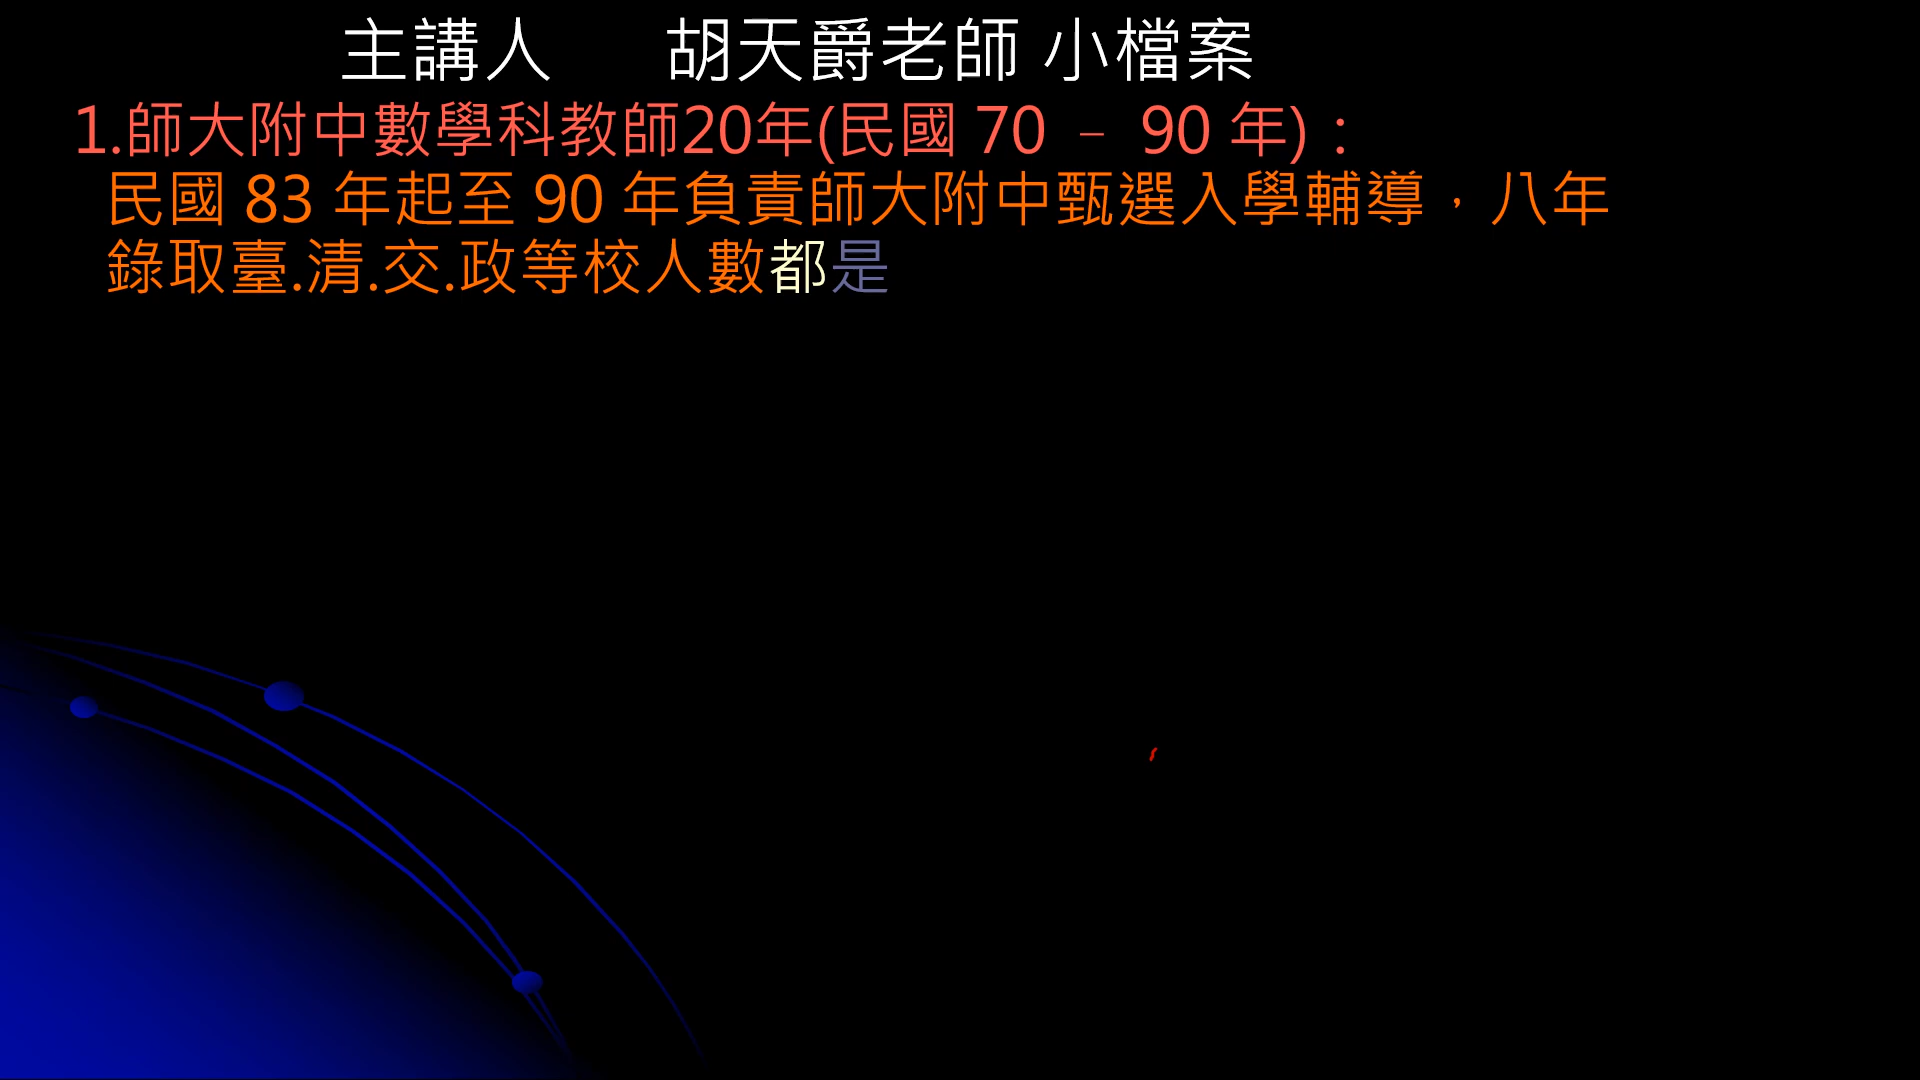 主講人 胡天爵老師 小檔案
1.師大附中數學科教師20年(民國 70 – 90 年)：
民國 83 年起至 90 年負責師大附中甄選入學輔導，八年
錄取臺.清.交.政等校人數都是